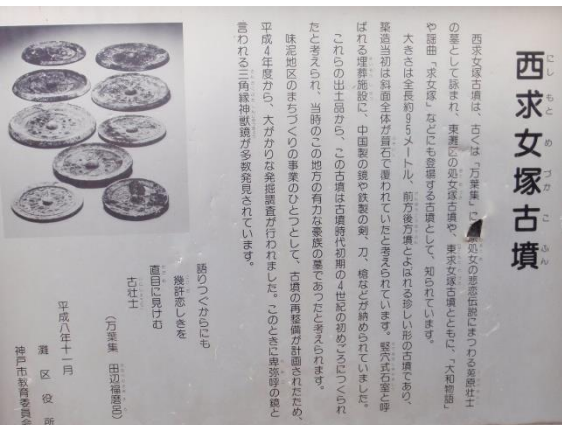 西求女塚古墳
にし もとめ づか こ ふん
西求女塚古墳は、古くは「万葉集」に 原処女の悲恋伝説にまつわる菟原壮士
の墓として詠まれ、東灘区の処女塚古墳や、東求女塚古墳とともに、「大和物語」
や謡曲「求女塚」などにも登場する古墳として、知られています。
大きさは全長約95メートル、前方後方墳とよばれる珍しい形の古墳であり、
築造当初は斜面全体が葺石で覆われていたと考えられています。竪穴式石室と呼
ばれる埋葬施設に、中国製の鏡や鉄製の剣、刀、槍などが納められていました。
これらの出土品から、この古墳は古墳時代初期の4世紀の初めごろにつくられ
たと考えられ、当時のこの地方の有力な豪族の墓であったと考えられます。
味泥地区のまちづくりの事業のひとつとして、古墳の再整備が計画されたため、
平成4年度から、大がかりな発掘調査が行われました。このときに卑弥呼の鏡と
言われる三角縁神獣鏡が多数発見されています。
語りつぐからにも
幾許恋しきを
直目に見けむ
古壮士
(万葉集 田辺福麿呂)
平成八年十一月
灘区役所
神戸市教育委員会